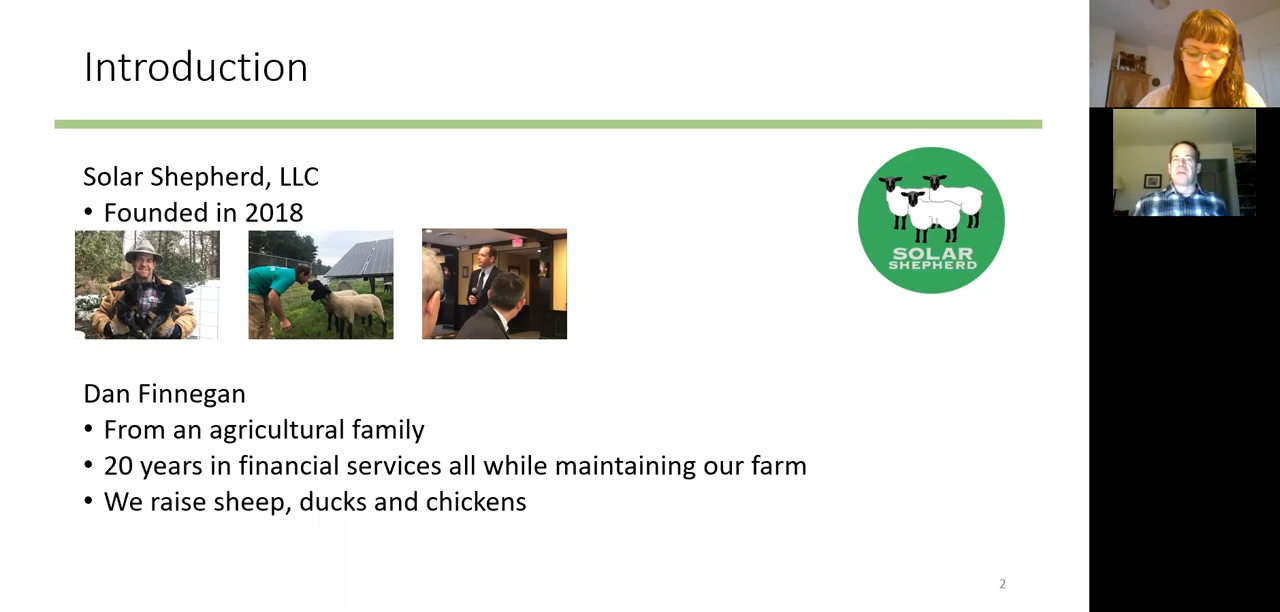 Introduction
Solar Shepherd, LLC
• Founded in 2018
SOLAR
SHEPHERD
Dan Finnegan
• From an agricultural family
• 20 years in financial services all while maintaining our farm
• We raise sheep, ducks and chickens
2